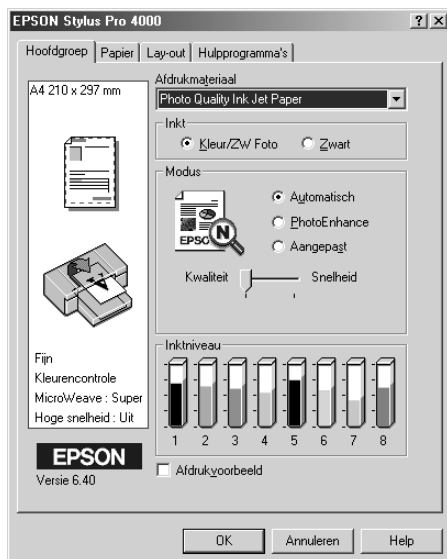 EPSON Stylus Pro 4000
Hoofdgroep Papier Lay-out Hulpprogramma's
A4 210 x 297 mm
Afdrukmateriaal
Photo Quality Ink Jet Paper
Inkt
Kleur/ZW Foto Zwart
Modus
EPSON
N
Automatisch
PhotoEnhance
Aangepast
Kwaliteit Snelheid
Fijn
Kleurencontrole
MicroWeave : Super
Hoge snelheid : Uit
Inktniveau
1 2 3 4 5 6 7 8
EPSON
Versie 6.40
Afdrukvoorbeeld
OK Annuleren Help